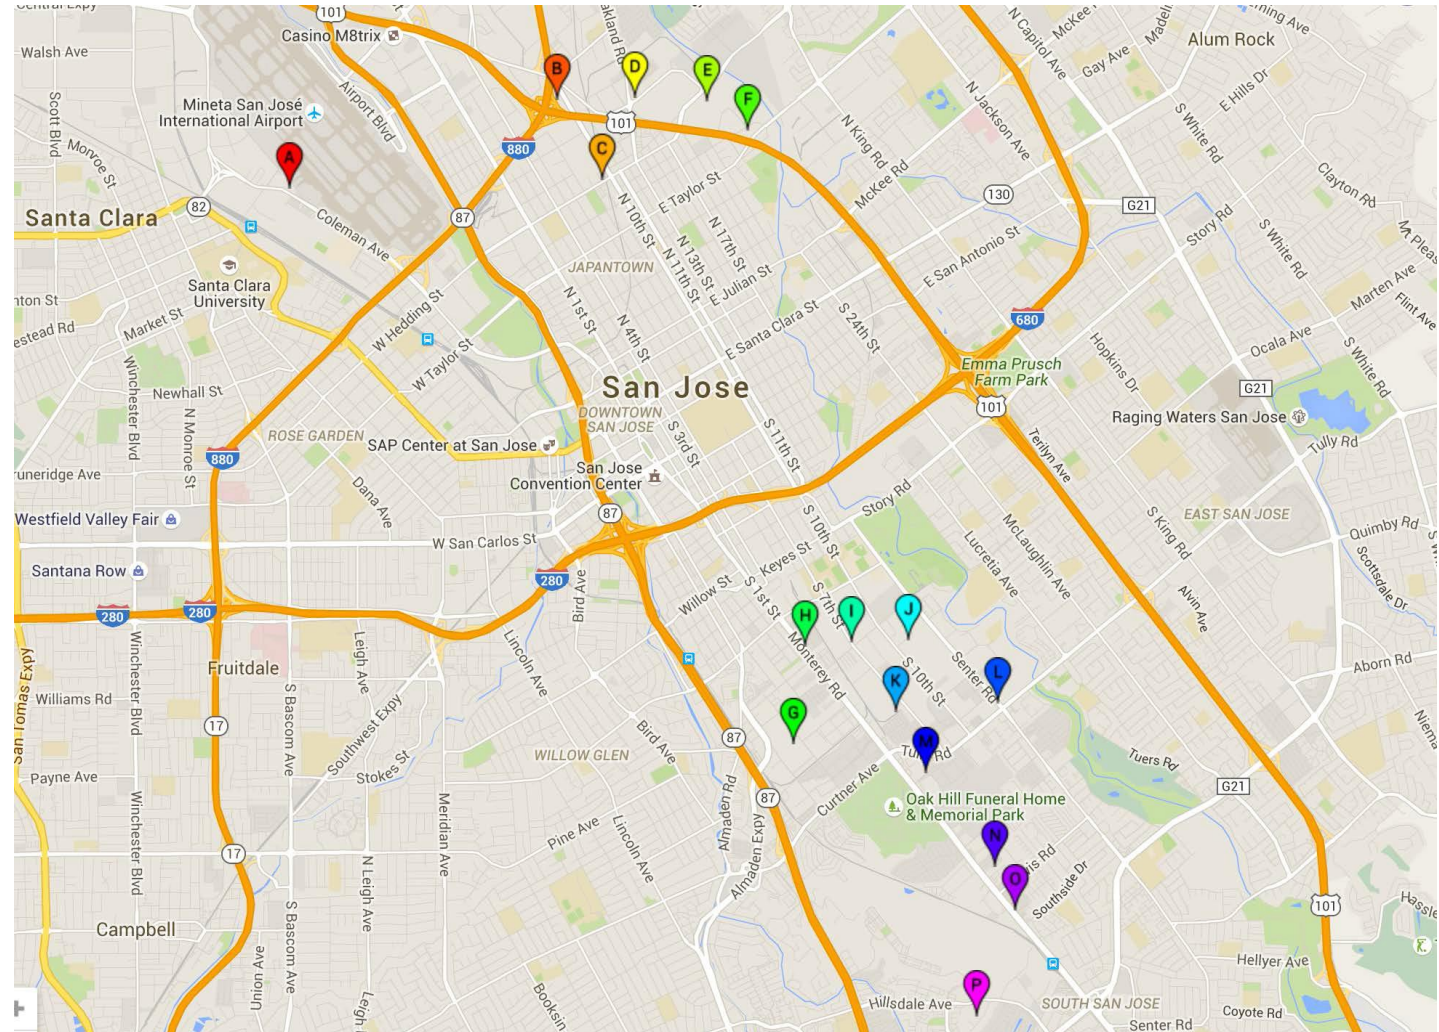 Central Expy
101
Casino M8trix
Walsh Ave
Alum Rock
N Capitol Ave
Gay Ave
E Hills Dr
B
D
E
F
Mineta San José
International Airport
Airport Blvd
Scott Blvd
Monroe St
101
880
N King Rd
N Jackson Ave
S White Rd
McKee Rd
A
C
82
Santa Clara
Coleman Ave
87
E Taylor St
N 10th St
130
G21
Clayton Rd
Story Rd
S White Rd
N 17th St
N 13th St
N 11th St
E Julian St
E San Antonio St
JAPANTOWN
Santa Clara
University
Market St
W Hedding St
W Taylor St
N 1st St
N 4th St
E Santa Clara St
S 24th St
680
Marten Ave
Flint Ave
Ocala Ave
Hopkins Dr
S White Rd
Emma Prusch
Farm Park
Winchester Blvd
Newhall St
N Monroe St
San Jose
DOWNTOWN
SAN JOSE
101
G21
Raging Waters San Jose
Tully Rd
ROSE GARDEN
SAP Center at San Jose
S 3rd St
S 11th St
Terilyn Ave
880
San Jose
Convention Center
Dana Ave
Westfield Valley Fair
87
Story Rd
S 10th St
EAST SAN JOSE
S King Rd
Quimby Rd
McLaughlin Ave
Lucretia Ave
W San Carlos St
Keyes St
Santana Row
280
Bird Ave
Willow St
S 1st St
S 7th St
Scottsdale Dr
Alvin Ave
280
280
H
I
J
Monterey Rd
Lincoln Ave
Leigh Ave
Fruitdale
Winchester Blvd
San Tomas Expy
Williams Rd
S Bascom Ave
Southwest Expy
S 10th St
Senter Rd
K
L
Aborn Rd
17
G
Bird Ave
WILLOW GLEN
87
M
Stokes St
Payne Ave
Winchester Blvd
Tuers Rd
G21
Curtner Ave
87
Almaden Rd
Almaden Expy
Oak Hill Funeral Home
& Memorial Park
Meridian Ave
Pine Ave
Lincoln Ave
17
N Leigh Ave
N
O
Southside Dr
101
Campbell
S Bascom Ave
Union Ave
Hellyer Ave
P
Hillsdale Ave
SOUTH SAN JOSE
Coyote Rd
Senter Rd